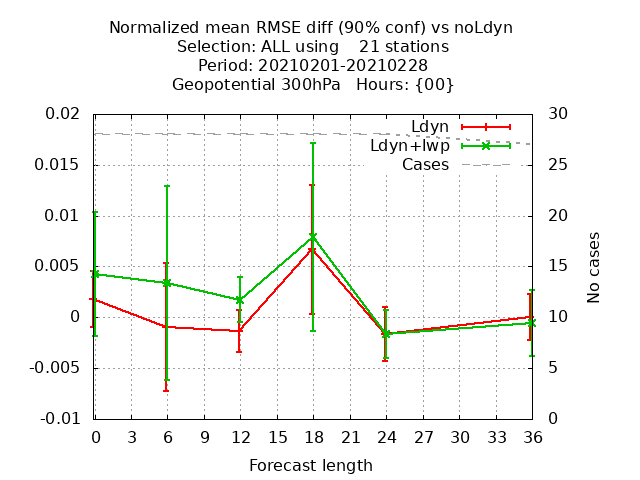 Normalized mean RMSE diff (90% conf) vs noLdyn
Selection: ALL using    21 stations
Period: 20210201-20210228
Geopotential 300hPa   Hours: {00}
0.02
0.015
0.01
0.005
0
-0.005
-0.01
30
25
20
15
10
5
0
Ldyn
Ldyn+lwp
Cases
No cases
0 3 6 9 12 15 18 21 24 27 30 33 36
Forecast length